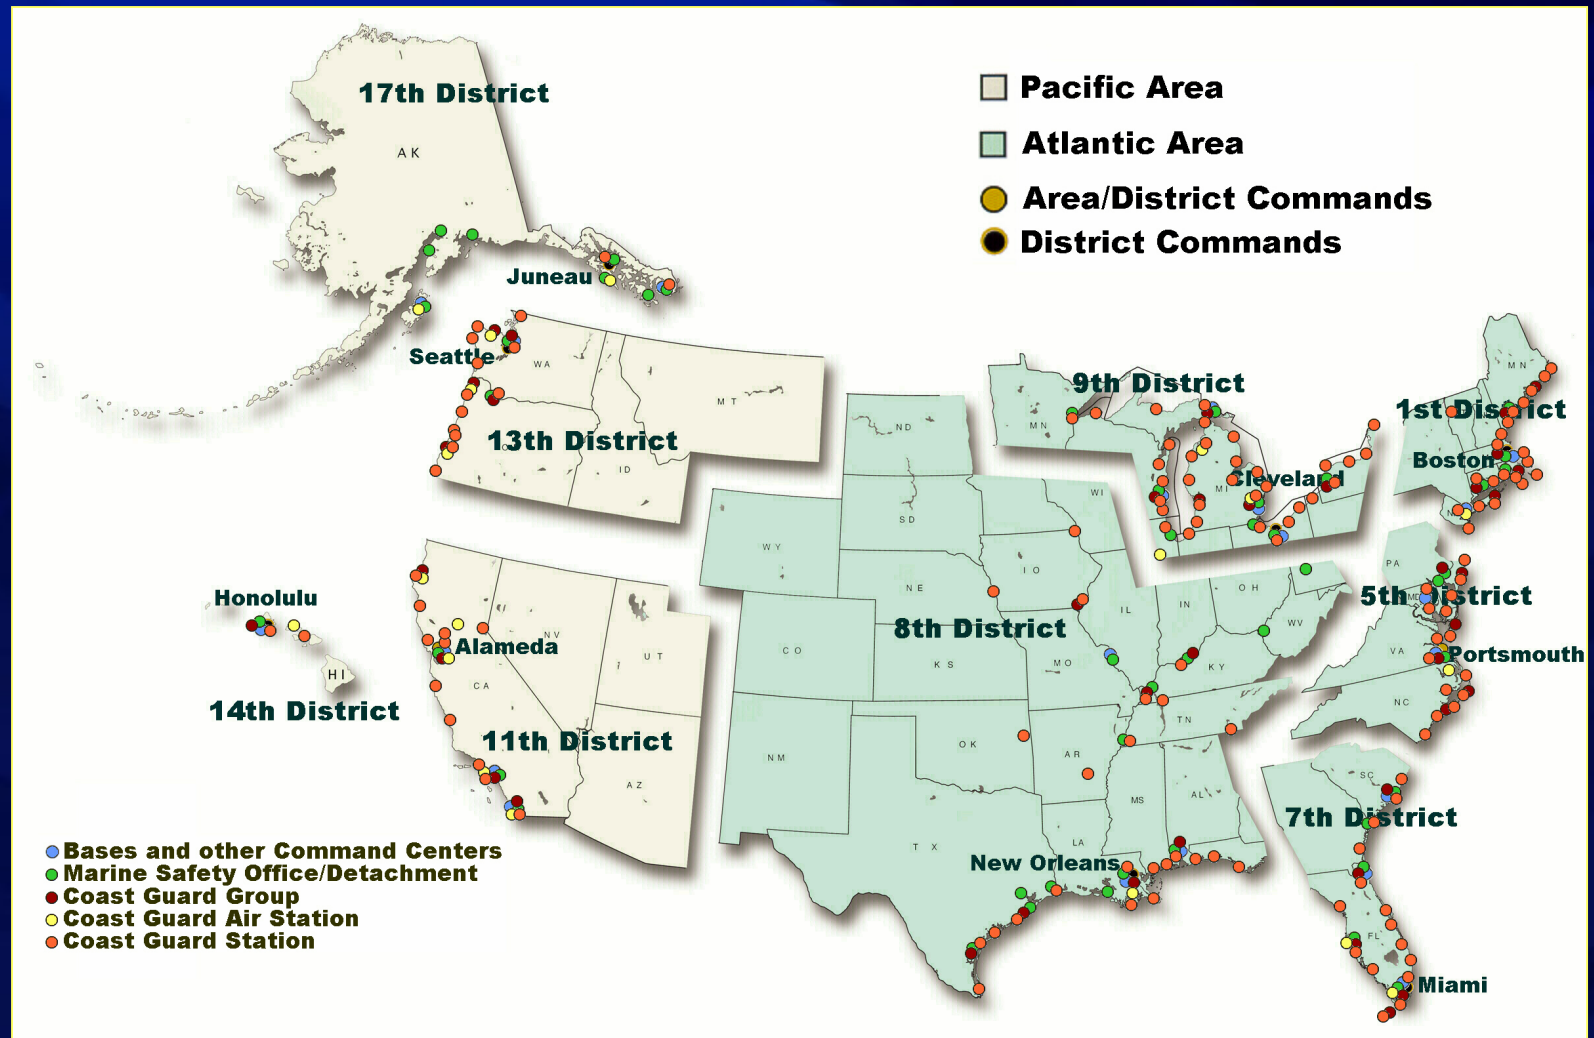 17th District
AK
Juneau
Pacific Area
Atlantic Area
Area/District Commands
District Commands
Seattle
WA
MT
13th District
ID
ND
MN
9th District
WI
MI
Cleveland
MN
1st District
Boston
SD
WY
NE
IO
IL
IN
OH
PA
MD
5th District
WV
VA
Portsmouth
Honolulu
HI
14th District
Alameda
NV
UT
CA
11th District
AZ
8th District
CO
KS
MO
KY
TN
NC
NM
OK
AR
MS
AL
SC
7th District
TX
LA
New Orleans
FL
Miami
Bases and other Command Centers
Marine Safety Office/Detachment
Coast Guard Group
Coast Guard Air Station
Coast Guard Station